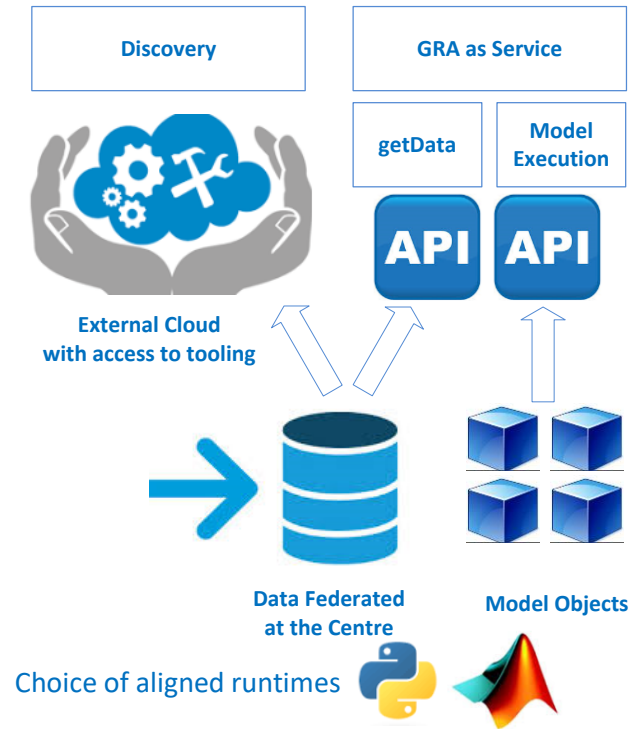 Discovery
GRA as Service
getData
Model
Execution
API
API
External Cloud
with access to tooling
Data Federated
at the Centre
Model Objects
Choice of aligned runtimes